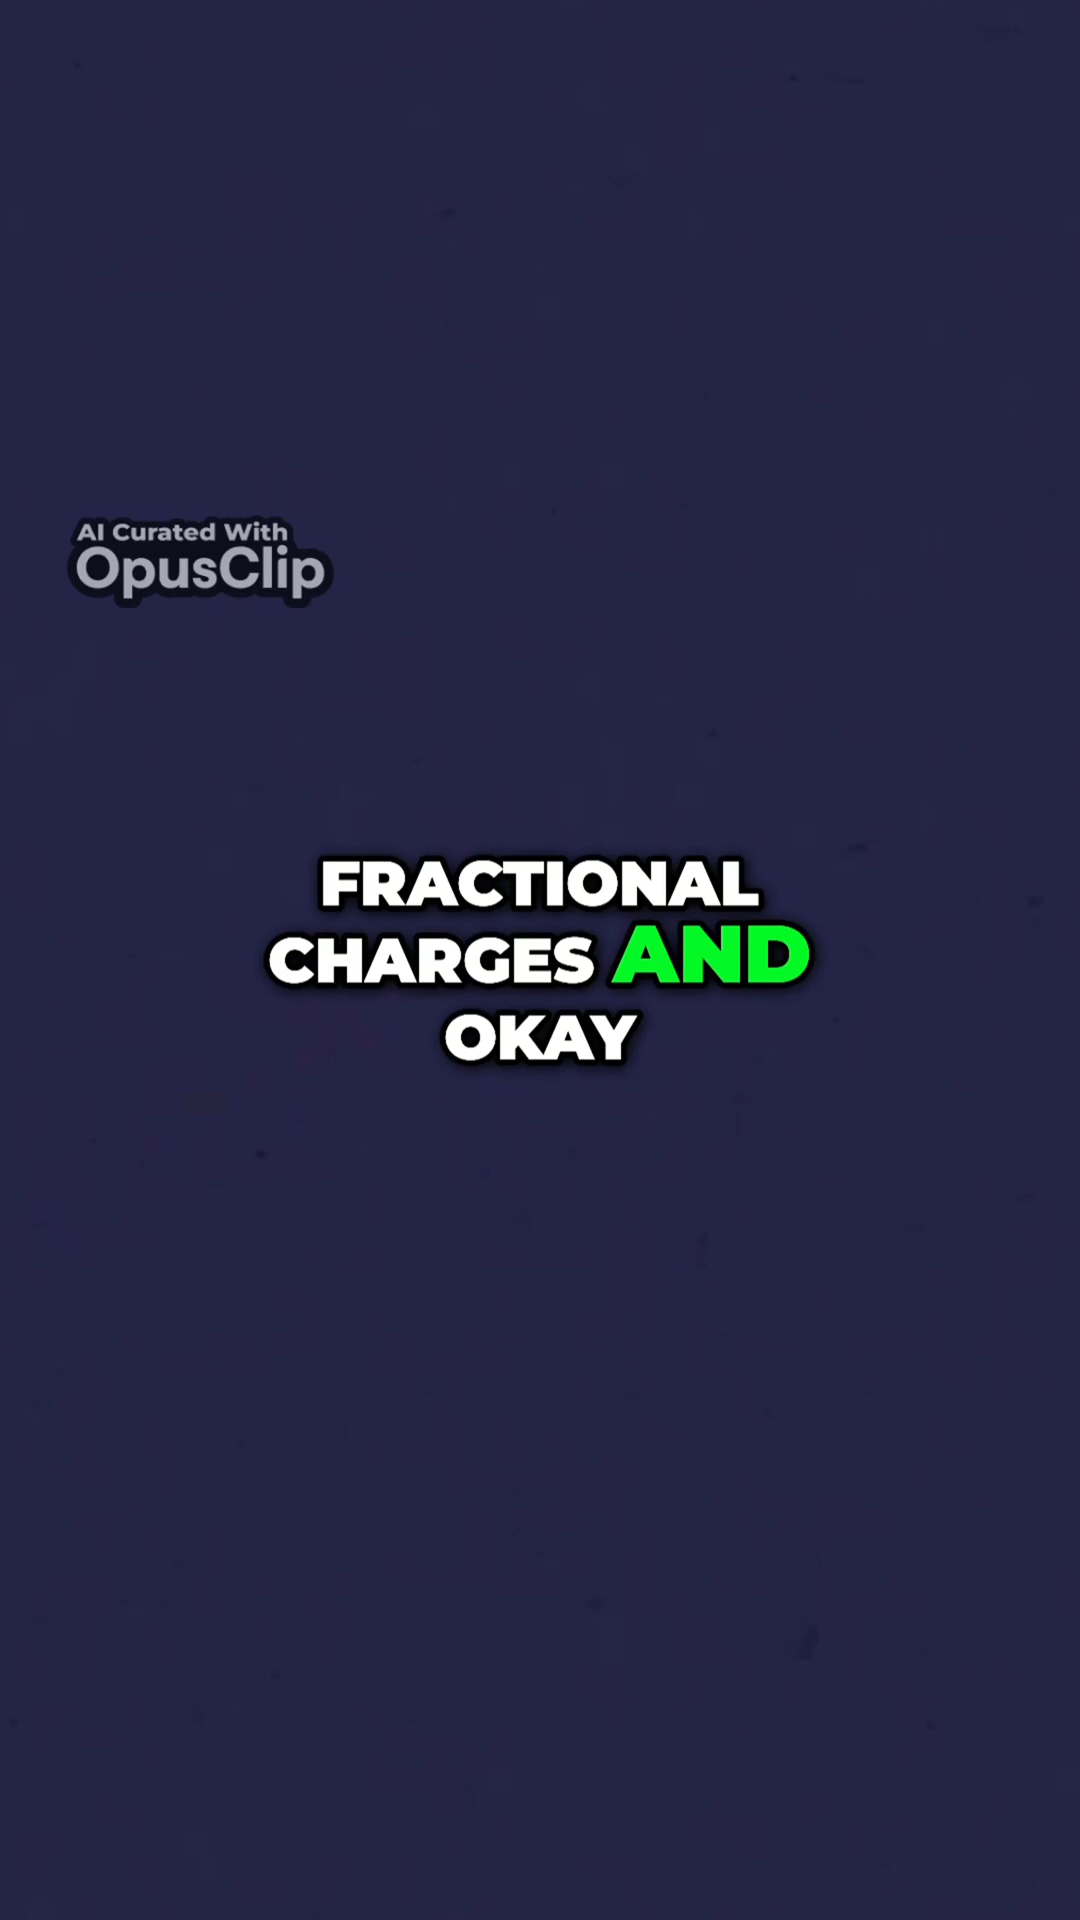 AI Curated With
OpusClip
FRACTIONAL
CHARGES AND
OKAY